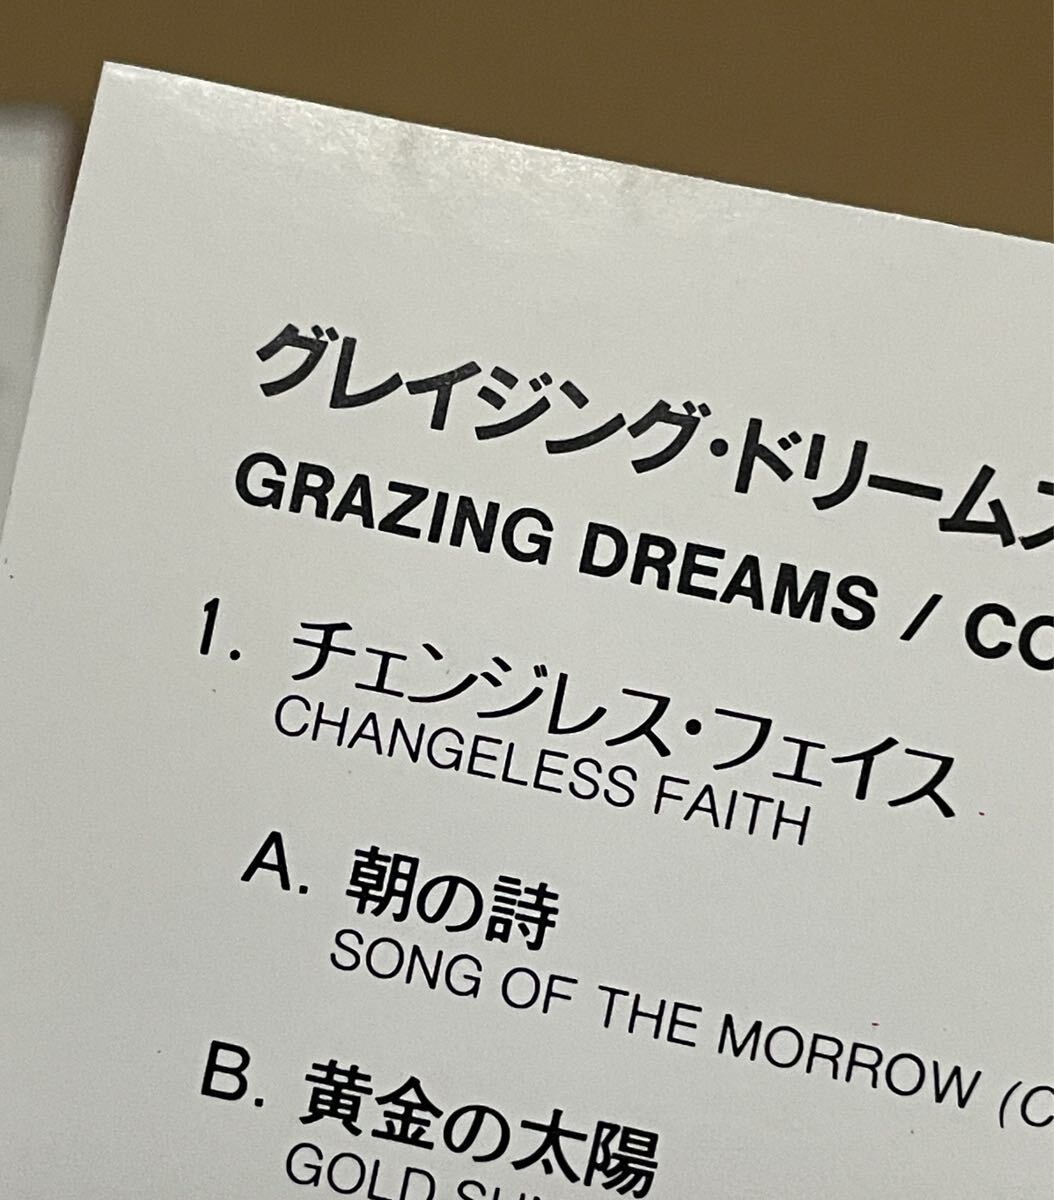 グレイジング・ドリームス
GRAZING DREAMS / CO
1. チェンジレス・フェイス
CHANGELESS FAITH
A. 朝の詩
SONG OF THE MORROW (C
B. 黄金の太陽
GOLD SUN